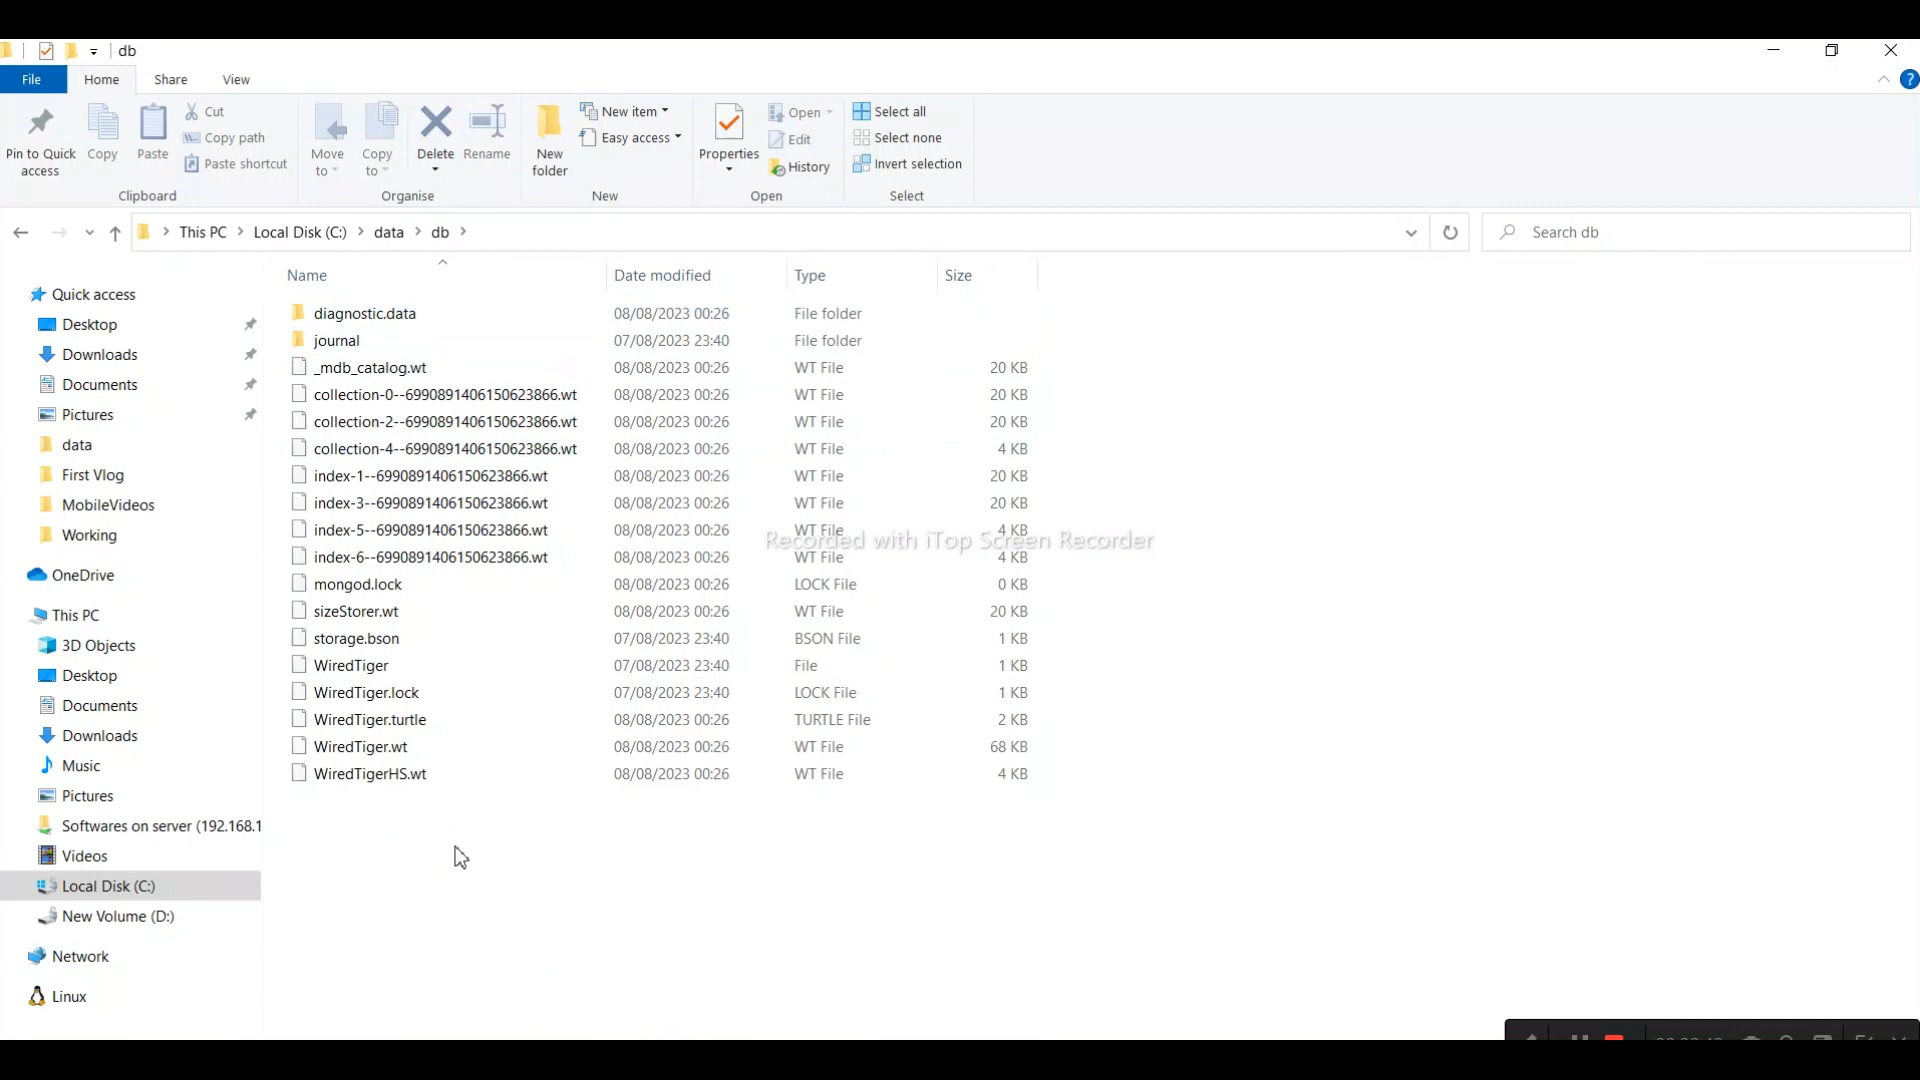 db
File Home Share View
Pin to Quick access
Copy
Paste
Cut
Copy path
Paste shortcut
Clipboard
Move to
Copy to
Delete
Rename
Organise
New folder
New item
Easy access
New
Properties
Open
Edit
History
Open
Select all
Select none
Invert selection
Select
This PC > Local Disk (C:) > data > db >
Search db
Quick access
Desktop
Downloads
Documents
Pictures
data
First Vlog
MobileVideos
Working
OneDrive
This PC
3D Objects
Desktop
Documents
Downloads
Music
Pictures
Softwares on server (192.168.1
Videos
Local Disk (C:)
New Volume (D:)
Network
Linux
Name Date modified Type Size
diagnostic.data 08/08/2023 00:26 File folder
journal 07/08/2023 23:40 File folder
_mdb_catalog.wt 08/08/2023 00:26 WT File 20 KB
collection-0--6990891406150623866.wt 08/08/2023 00:26 WT File 20 KB
collection-2--6990891406150623866.wt 08/08/2023 00:26 WT File 20 KB
collection-4--6990891406150623866.wt 08/08/2023 00:26 WT File 4 KB
index-1--6990891406150623866.wt 08/08/2023 00:26 WT File 20 KB
index-3--6990891406150623866.wt 08/08/2023 00:26 WT File 20 KB
index-5--6990891406150623866.wt 08/08/2023 00:26 WT File 4 KB
Recorded with iTop Screen Recorder
index-6--6990891406150623866.wt 08/08/2023 00:26 WT File 4 KB
mongod.lock 08/08/2023 00:26 LOCK File 0 KB
sizeStorer.wt 08/08/2023 00:26 WT File 20 KB
storage.bson 07/08/2023 23:40 BSON File 1 KB
WiredTiger 07/08/2023 23:40 File 1 KB
WiredTiger.lock 07/08/2023 23:40 LOCK File 1 KB
WiredTiger.turtle 08/08/2023 00:26 TURTLE File 2 KB
WiredTiger.wt 08/08/2023 00:26 WT File 68 KB
WiredTigerHS.wt 08/08/2023 00:26 WT File 4 KB